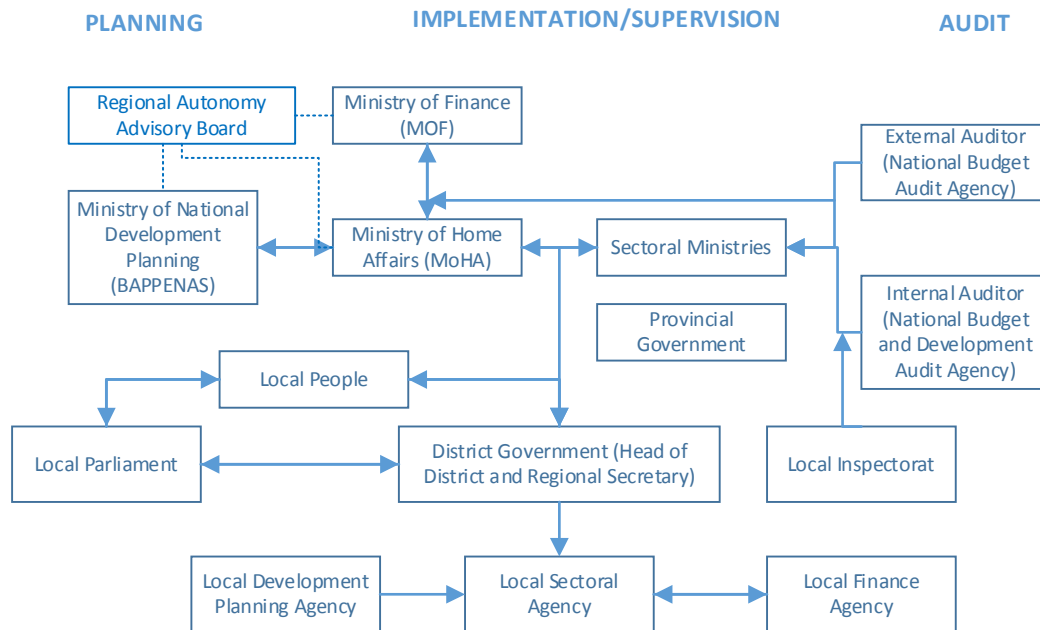 PLANNING
IMPLEMENTATION/SUPERVISION
AUDIT
Regional Autonomy
Advisory Board
Ministry of Finance
(MOF)
External Auditor
(National Budget
Audit Agency)
Ministry of National
Development
Planning
(BAPPENAS)
Ministry of Home
Affairs (MoHA)
Sectoral Ministries
Internal Auditor
(National Budget
and Development
Audit Agency)
Provincial
Government
Local People
Local Parliament
District Government (Head of
District and Regional Secretary)
Local Inspectorat
Local Development
Planning Agency
Local Sectoral
Agency
Local Finance
Agency